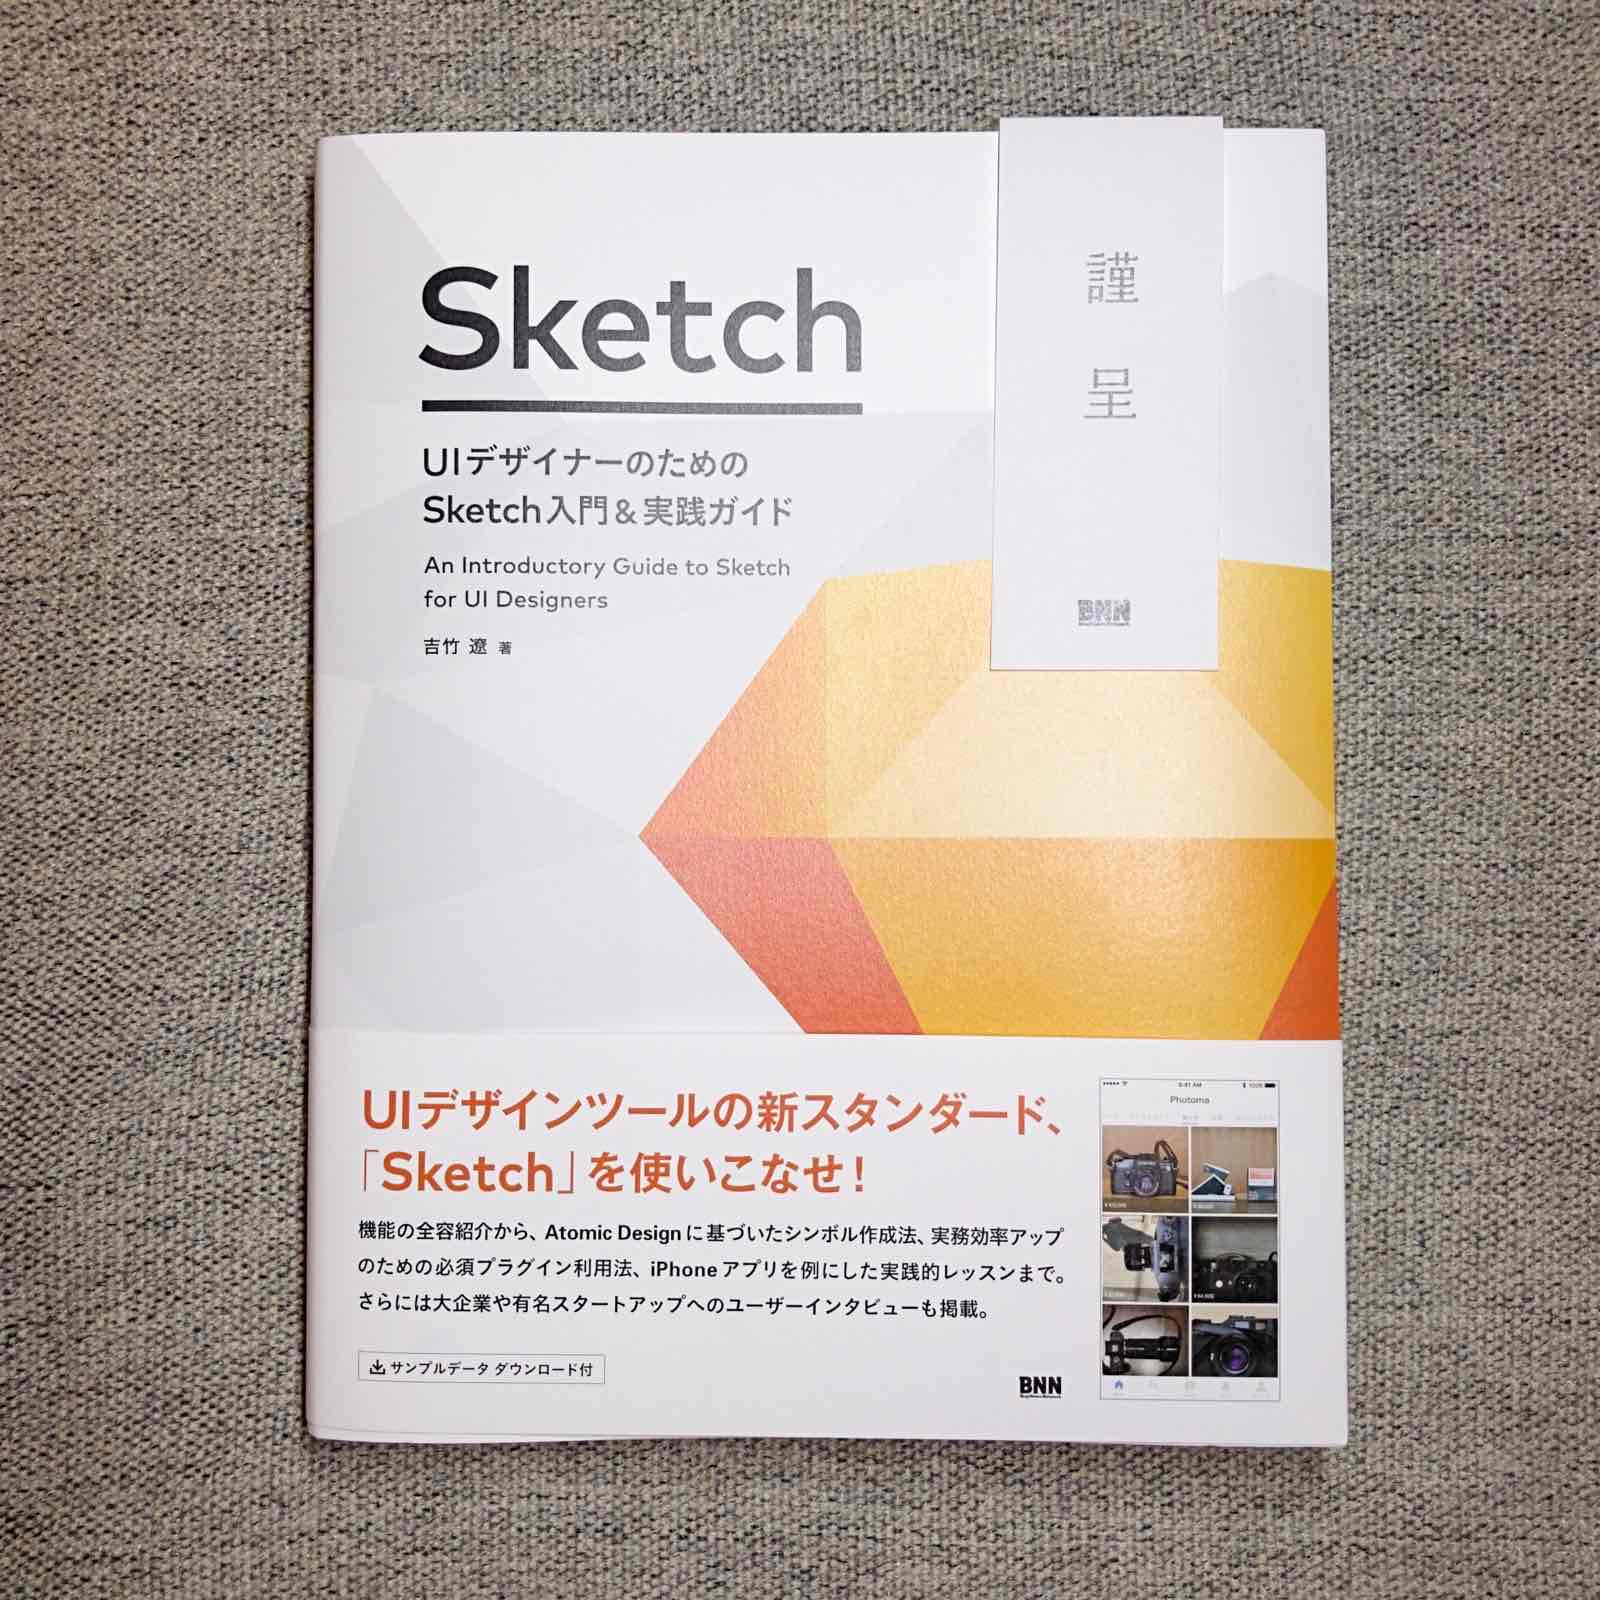 Sketch
UIデザイナーのための
Sketch入門&実践ガイド
An Introductory Guide to Sketch
for UI Designers
吉竹 遼 著
謹呈
BNN
UIデザインツールの新スタンダード、
「Sketch」を使いこなせ!
機能の全容紹介から、Atomic Designに基づいたシンボル作成法、実務効率アップ
のための必須プラグイン利用法、iPhoneアプリを例にした実践的レッスンまで。
さらには大企業や有名スタートアップへのユーザーインタビューも掲載。
サンプルデータ ダウンロード付
BNN
9:41 AM
100%
Photoma